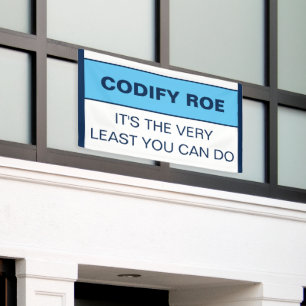 CODIFY ROE
IT'S THE VERY
LEAST YOU CAN DO